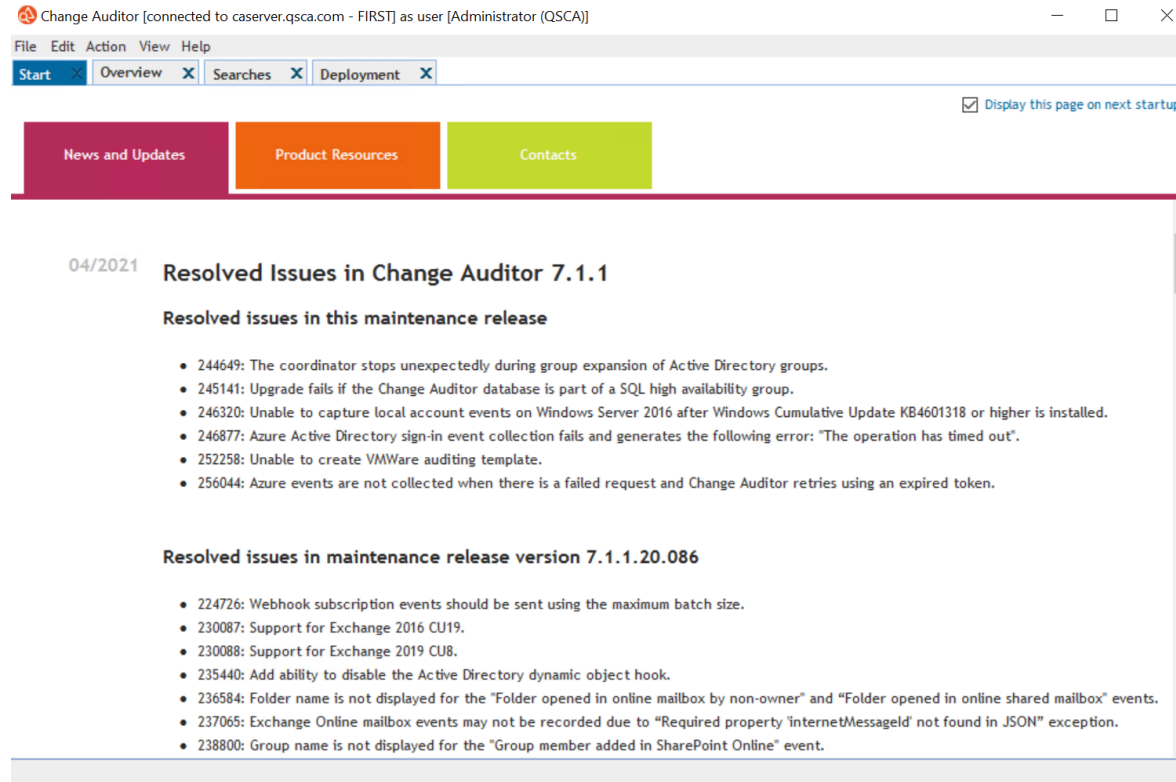 Change Auditor [connected to caserver.qsca.com - FIRST] as user [Administrator (QSCA)]
File Edit Action View Help
Start Overview Searches Deployment
Display this page on next startup
News and Updates Product Resources Contacts
04/2021 Resolved Issues in Change Auditor 7.1.1
Resolved issues in this maintenance release
• 244649: The coordinator stops unexpectedly during group expansion of Active Directory groups.
• 245141: Upgrade fails if the Change Auditor database is part of a SQL high availability group.
• 246320: Unable to capture local account events on Windows Server 2016 after Windows Cumulative Update KB4601318 or higher is installed.
• 246877: Azure Active Directory sign-in event collection fails and generates the following error: "The operation has timed out".
• 252258: Unable to create VMWare auditing template.
• 256044: Azure events are not collected when there is a failed request and Change Auditor retries using an expired token.
Resolved issues in maintenance release version 7.1.1.20.086
• 224726: Webhook subscription events should be sent using the maximum batch size.
• 230087: Support for Exchange 2016 CU19.
• 230088: Support for Exchange 2019 CU8.
• 235440: Add ability to disable the Active Directory dynamic object hook.
• 236584: Folder name is not displayed for the "Folder opened in online mailbox by non-owner" and “Folder opened in online shared mailbox" events.
• 237065: Exchange Online mailbox events may not be recorded due to “Required property 'internetMessageId' not found in JSON” exception.
• 238800: Group name is not displayed for the "Group member added in SharePoint Online" event.